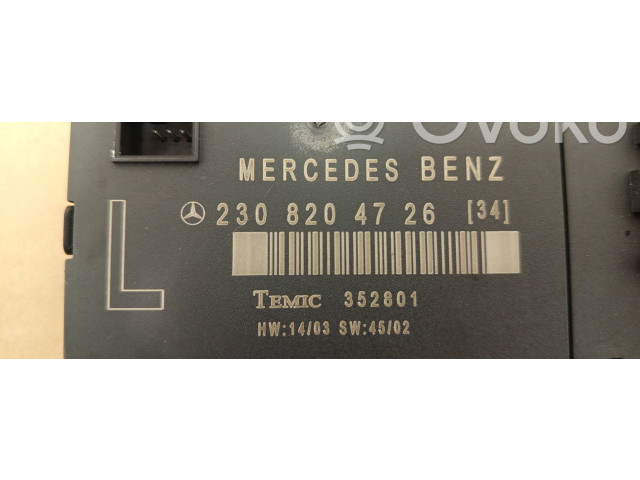 Ovoko
MERCEDES BENZ
L
230 820 47 26 [34]
TEMIC 352801
HW:14/03 SW:45/02